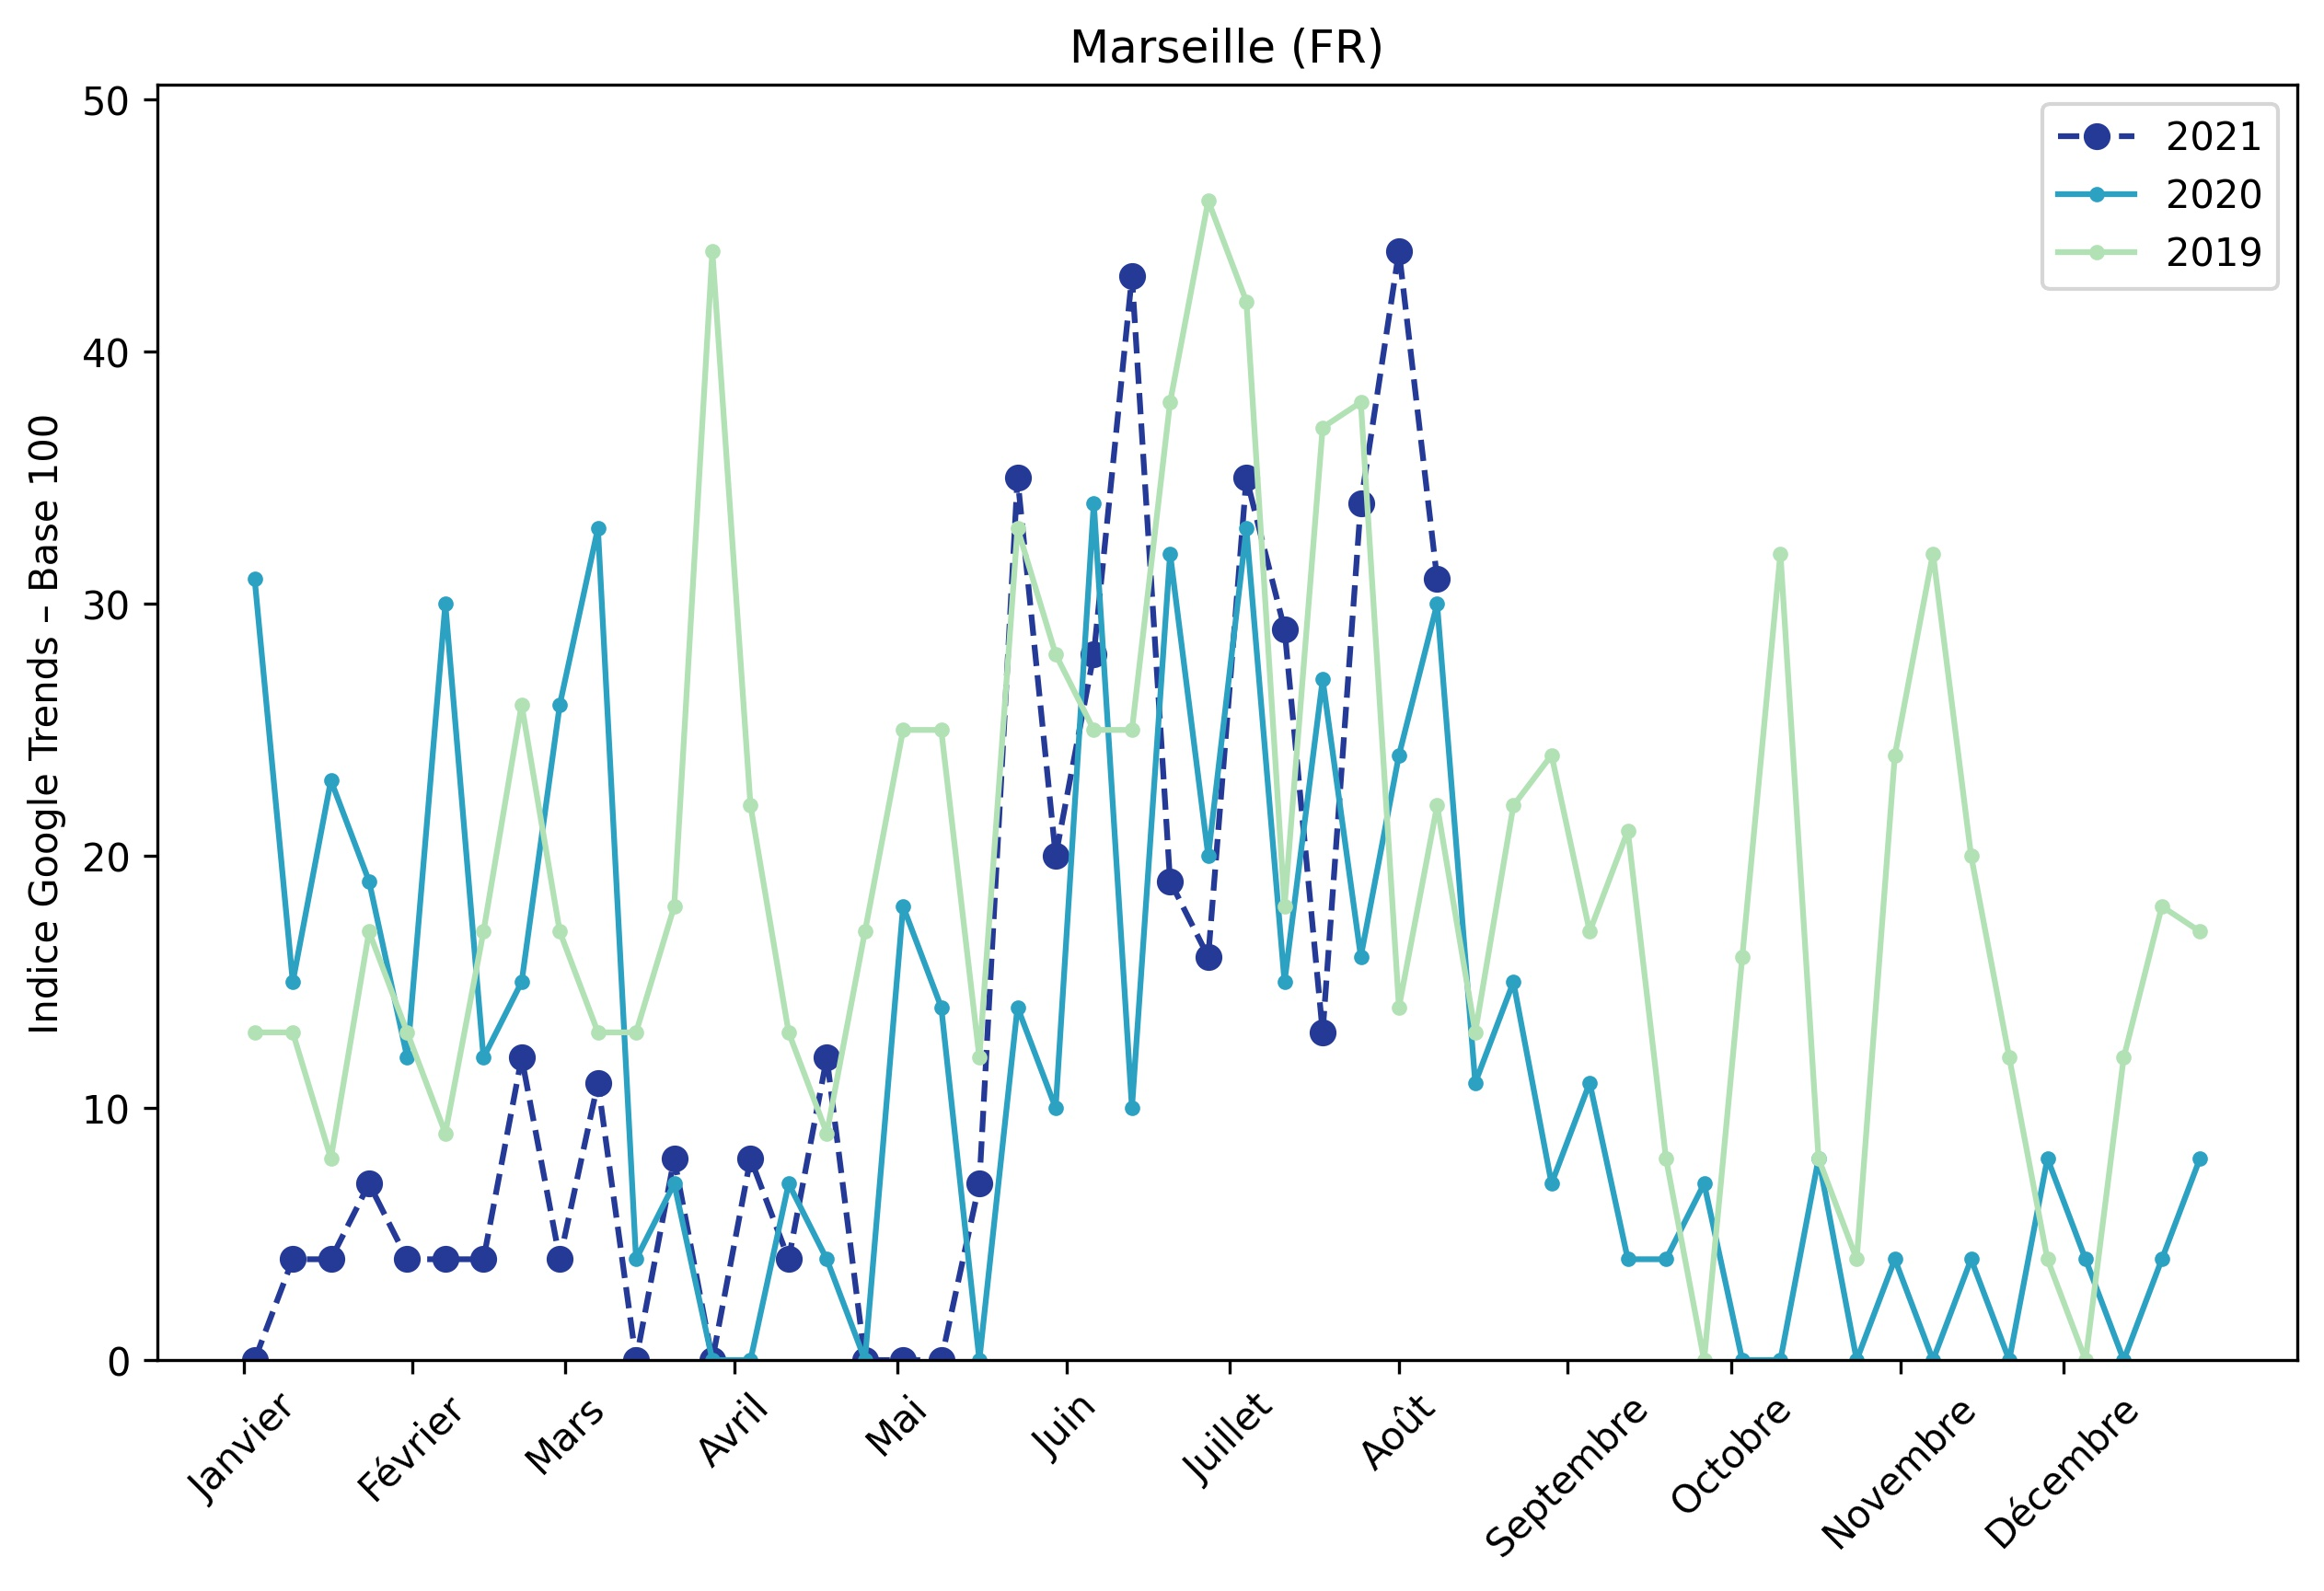 Marseille (FR)
Indice Google Trends – Base 100
50
40
30
20
10
0
2021
2020
2019
Janvier
Février
Mars
Avril
Mai
Juin
Juillet
Août
Septembre
Octobre
Novembre
Décembre